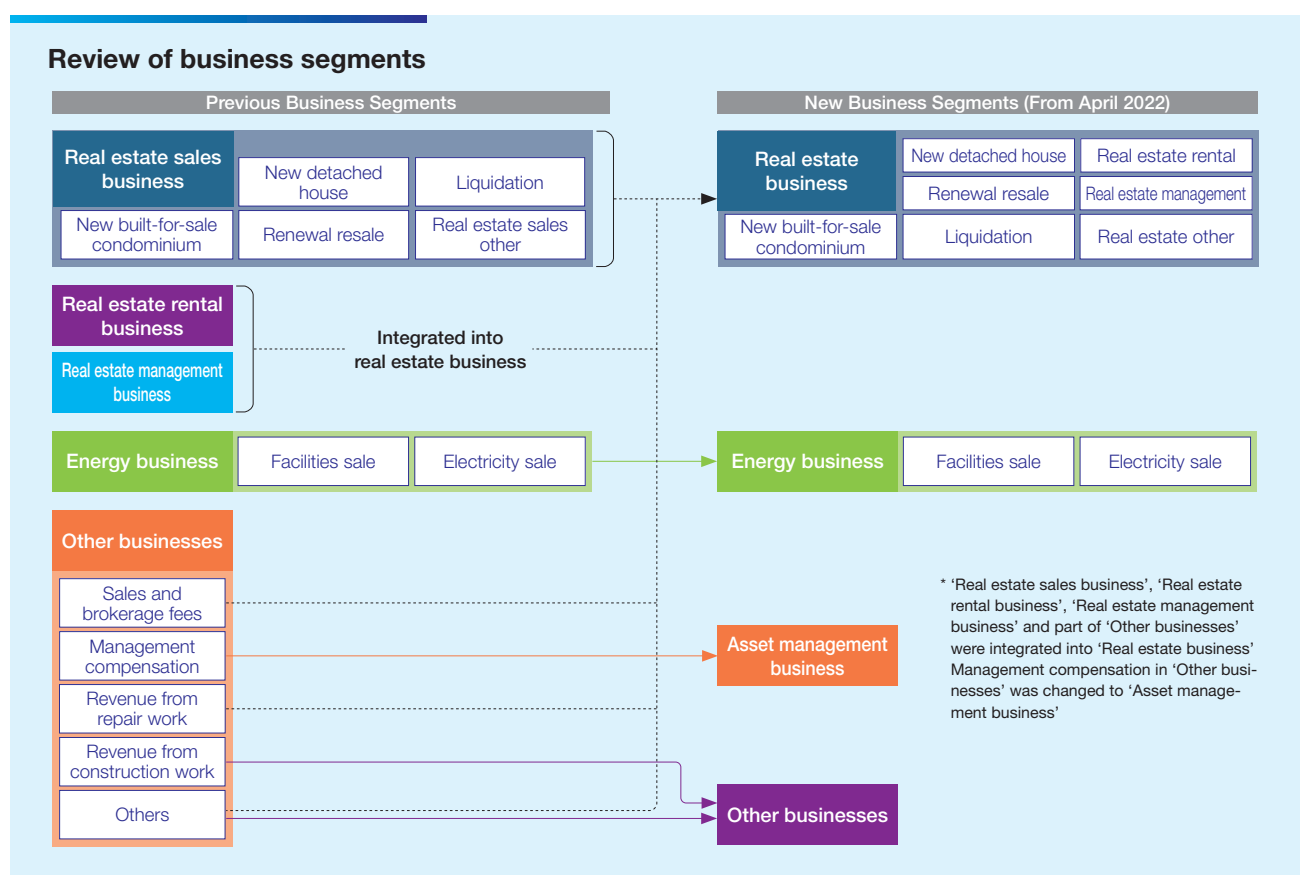 Review of business segments
Previous Business Segments
Real estate sales
business
New detached
house
Liquidation
New built-for-sale
condominium
Renewal resale
Real estate sales
other
Real estate rental
business
Real estate management
business
Integrated into
real estate business
Energy business
Facilities sale
Electricity sale
Other businesses
Sales and
brokerage fees
Management
compensation
Revenue from
repair work
Revenue from
construction work
Others
New Business Segments (From April 2022)
Real estate
business
New detached house
Real estate rental
Renewal resale
Real estate management
New built-for-sale
condominium
Liquidation
Real estate other
Energy business
Facilities sale
Electricity sale
Asset management
business
Other businesses
* ‘Real estate sales business’, ‘Real estate
rental business’, ‘Real estate management
business’ and part of ‘Other businesses’
were integrated into ‘Real estate business’
Management compensation in ‘Other busi-
nesses’ was changed to ‘Asset manage-
ment business’